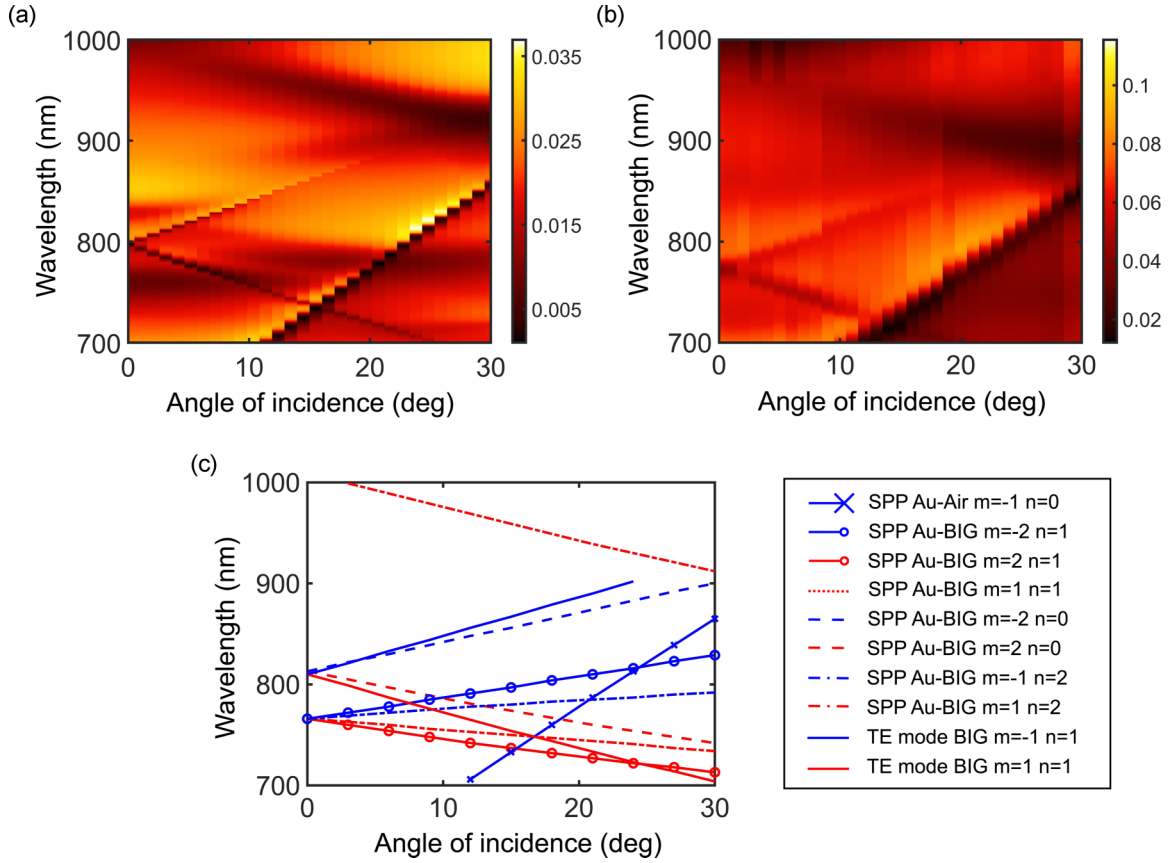 (a)
1000
900
800
700
Wavelength (nm)
0
10
20
30
Angle of incidence (deg)
0.035
0.025
0.015
0.005
(b)
1000
900
800
700
Wavelength (nm)
0
10
20
30
Angle of incidence (deg)
0.1
0.08
0.06
0.04
0.02
(c)
1000
900
800
700
Wavelength (nm)
0
10
20
30
Angle of incidence (deg)
SPP Au-Air m=-1 n=0
SPP Au-BIG m=-2 n=1
SPP Au-BIG m=2 n=1
SPP Au-BIG m=1 n=1
SPP Au-BIG m=-2 n=0
SPP Au-BIG m=2 n=0
SPP Au-BIG m=-1 n=2
SPP Au-BIG m=1 n=2
TE mode BIG m=-1 n=1
TE mode BIG m=1 n=1